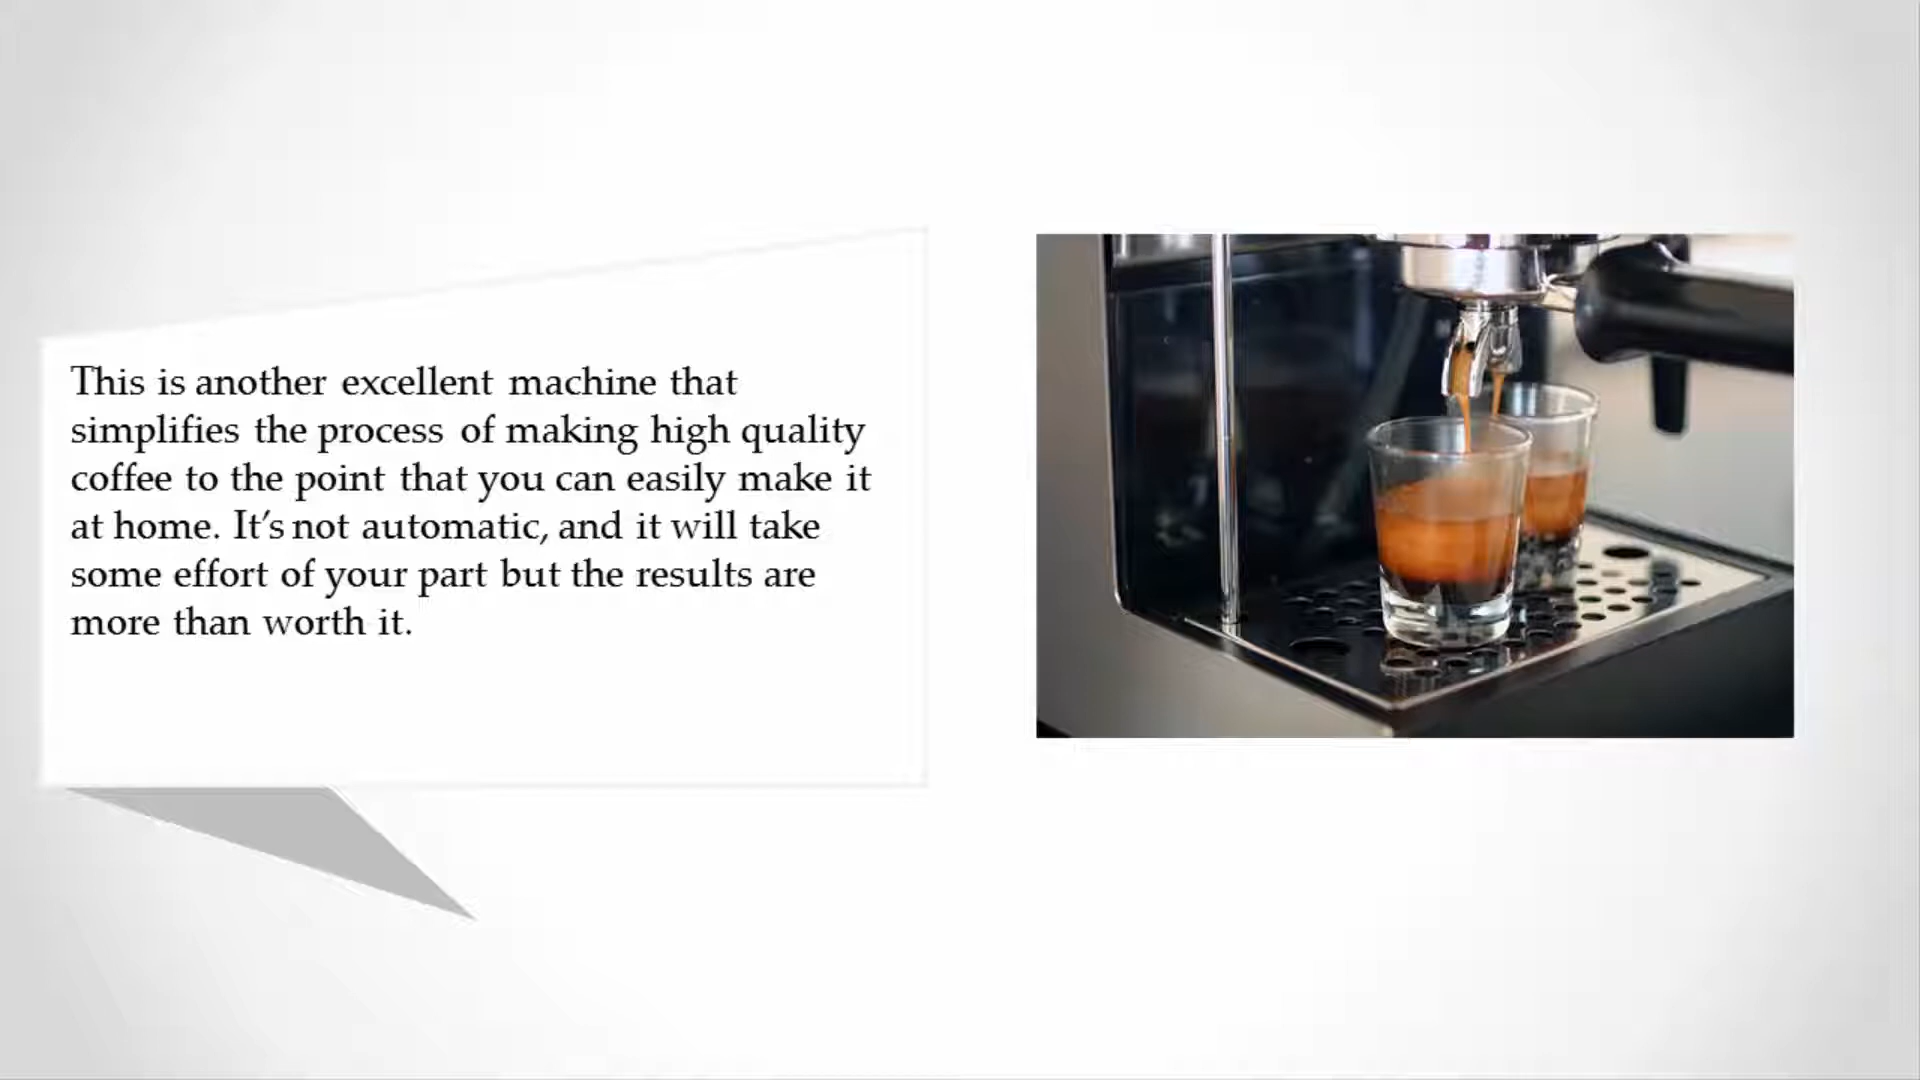 This is another excellent machine that
simplifies the process of making high quality
coffee to the point that you can easily make it
at home. It’s not automatic, and it will take
some effort of your part but the results are
more than worth it.